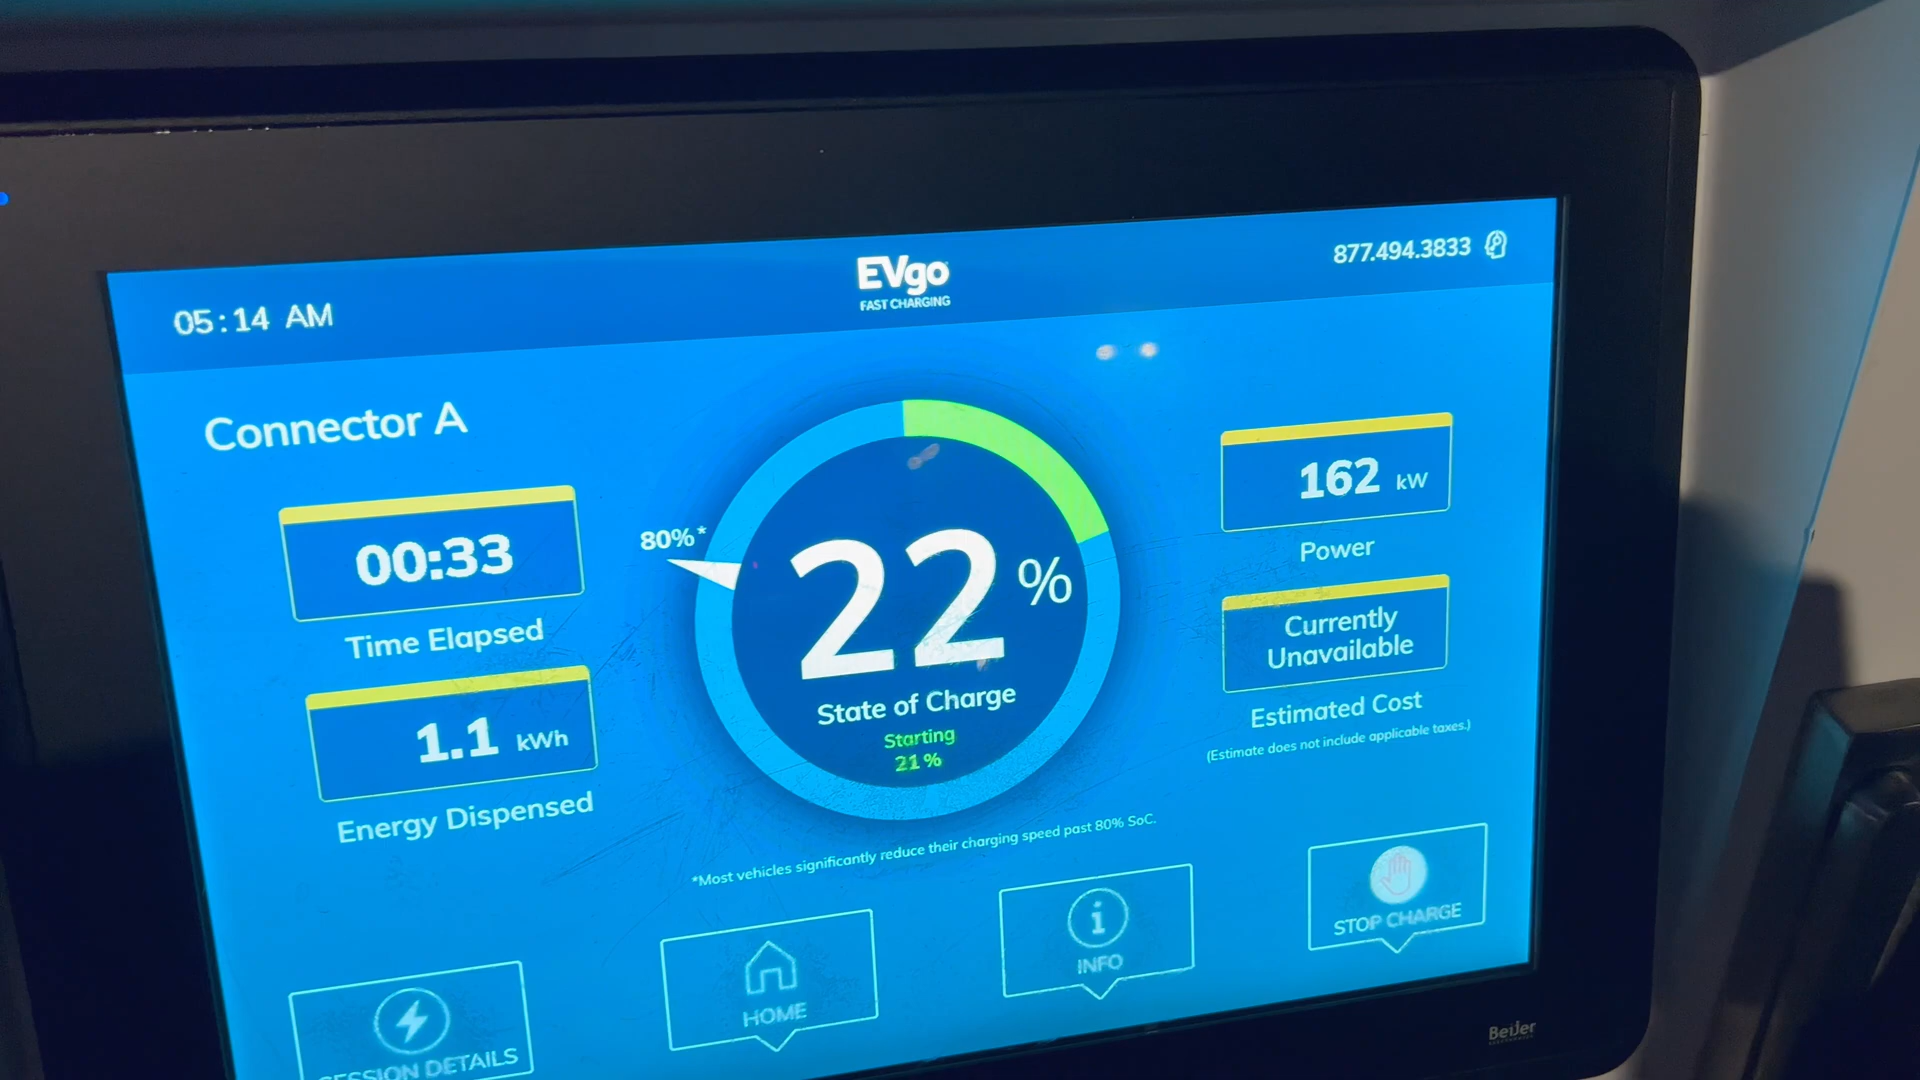 05:14 AM
EVgo
FAST CHARGING
877.494.3833
Connector A
00:33
Time Elapsed
1.1 kWh
Energy Dispensed
80%*
22%
State of Charge
Starting
21%
162 kW
Power
Currently
Unavailable
Estimated Cost
(Estimate does not include applicable taxes.)
*Most vehicles significantly reduce their charging speed past 80% SoC.
SESSION DETAILS
HOME
INFO
STOP CHARGE
Beijer